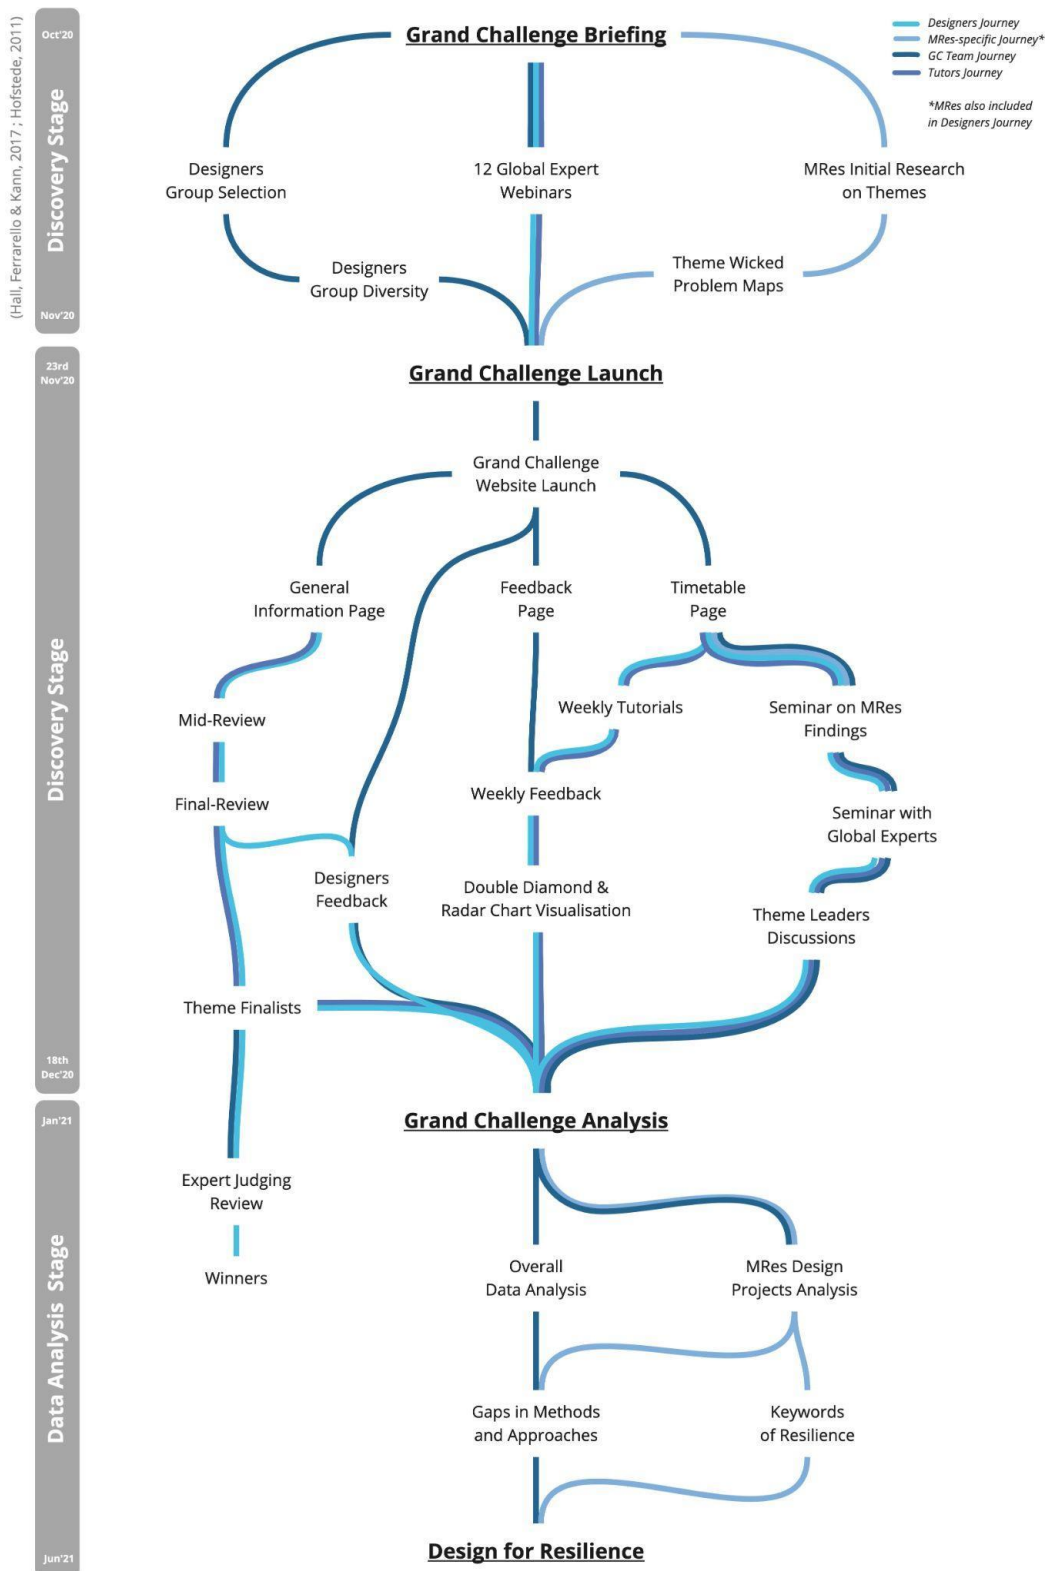 (Hall, Ferrarello & Kann, 2017 ; Hofstede, 2011)
Oct'20
Discovery Stage
Nov'20
Grand Challenge Briefing
Designers Journey
MRes-specific Journey*
GC Team Journey
Tutors Journey
*MRes also included
in Designers Journey
Designers
Group Selection
12 Global Expert
Webinars
MRes Initial Research
on Themes
Designers
Group Diversity
Theme Wicked
Problem Maps
23rd
Nov'20
Discovery Stage
18th
Dec'20
Grand Challenge Launch
Grand Challenge
Website Launch
General
Information Page
Feedback
Page
Timetable
Page
Mid-Review
Weekly Tutorials
Seminar on MRes
Findings
Final-Review
Weekly Feedback
Seminar with
Global Experts
Designers
Feedback
Double Diamond &
Radar Chart Visualisation
Theme Leaders
Discussions
Theme Finalists
Jan'21
Data Analysis Stage
Jun'21
Grand Challenge Analysis
Expert Judging
Review
Winners
Overall
Data Analysis
MRes Design
Projects Analysis
Gaps in Methods
and Approaches
Keywords
of Resilience
Design for Resilience